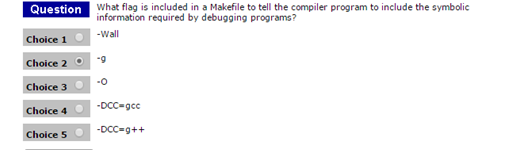 Question What flag is included in a Makefile to tell the compiler program to include the symbolic
information required by debugging programs?
Choice 1 -Wall
Choice 2 -g
Choice 3 -O
Choice 4 -DCC=gcc
Choice 5 -DCC=g++